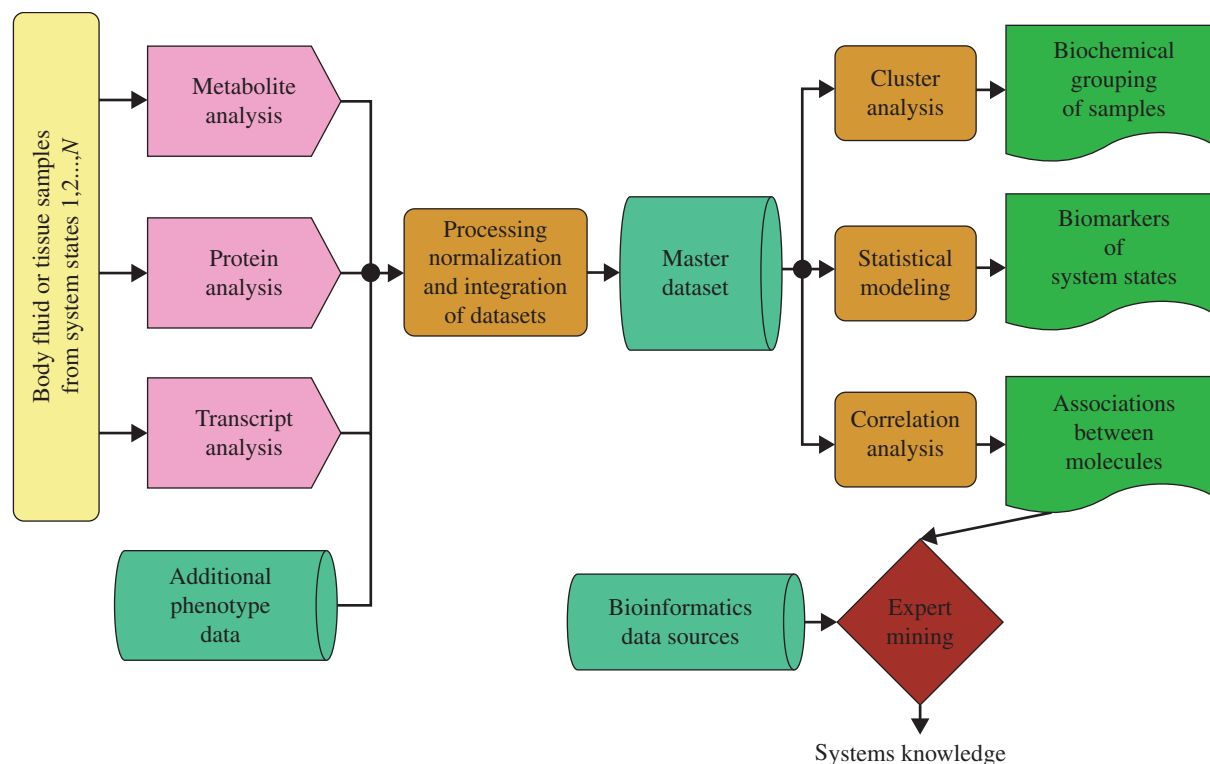 Body fluid or tissue samples
from system states 1,2...,N
Metabolite
analysis
Protein
analysis
Transcript
analysis
Additional
phenotype
data
Processing
normalization
and integration
of datasets
Master
dataset
Cluster
analysis
Biochemical
grouping
of samples
Statistical
modeling
Biomarkers
of
system states
Correlation
analysis
Associations
between
molecules
Bioinformatics
data sources
Expert
mining
Systems knowledge